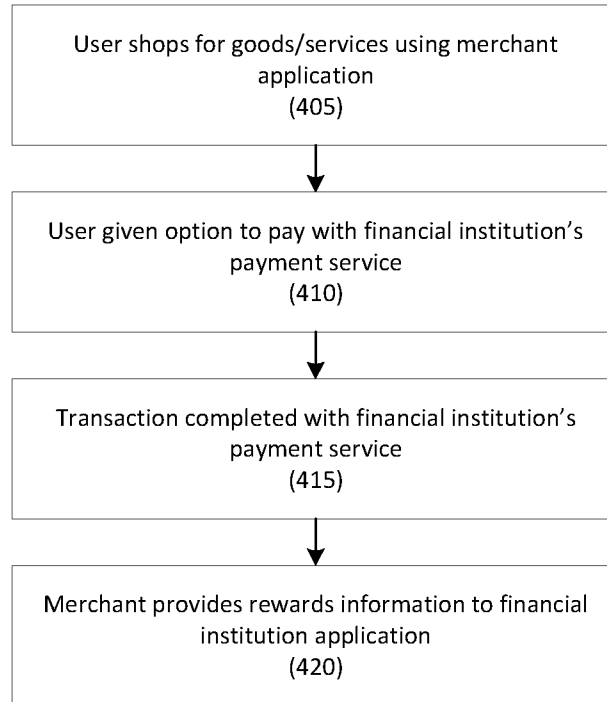 User shops for goods/services using merchant
application
(405)
User given option to pay with financial institution’s
payment service
(410)
Transaction completed with financial institution’s
payment service
(415)
Merchant provides rewards information to financial
institution application
(420)